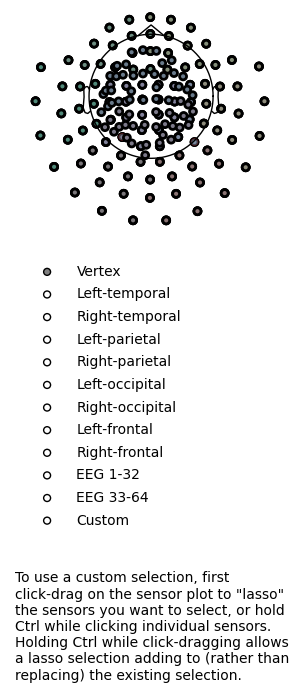 Vertex
Left-temporal
Right-temporal
Left-parietal
Right-parietal
Left-occipital
Right-occipital
Left-frontal
Right-frontal
EEG 1-32
EEG 33-64
Custom
To use a custom selection, first
click-drag on the sensor plot to "lasso"
the sensors you want to select, or hold
Ctrl while clicking individual sensors.
Holding Ctrl while click-dragging allows
a lasso selection adding to (rather than
replacing) the existing selection.